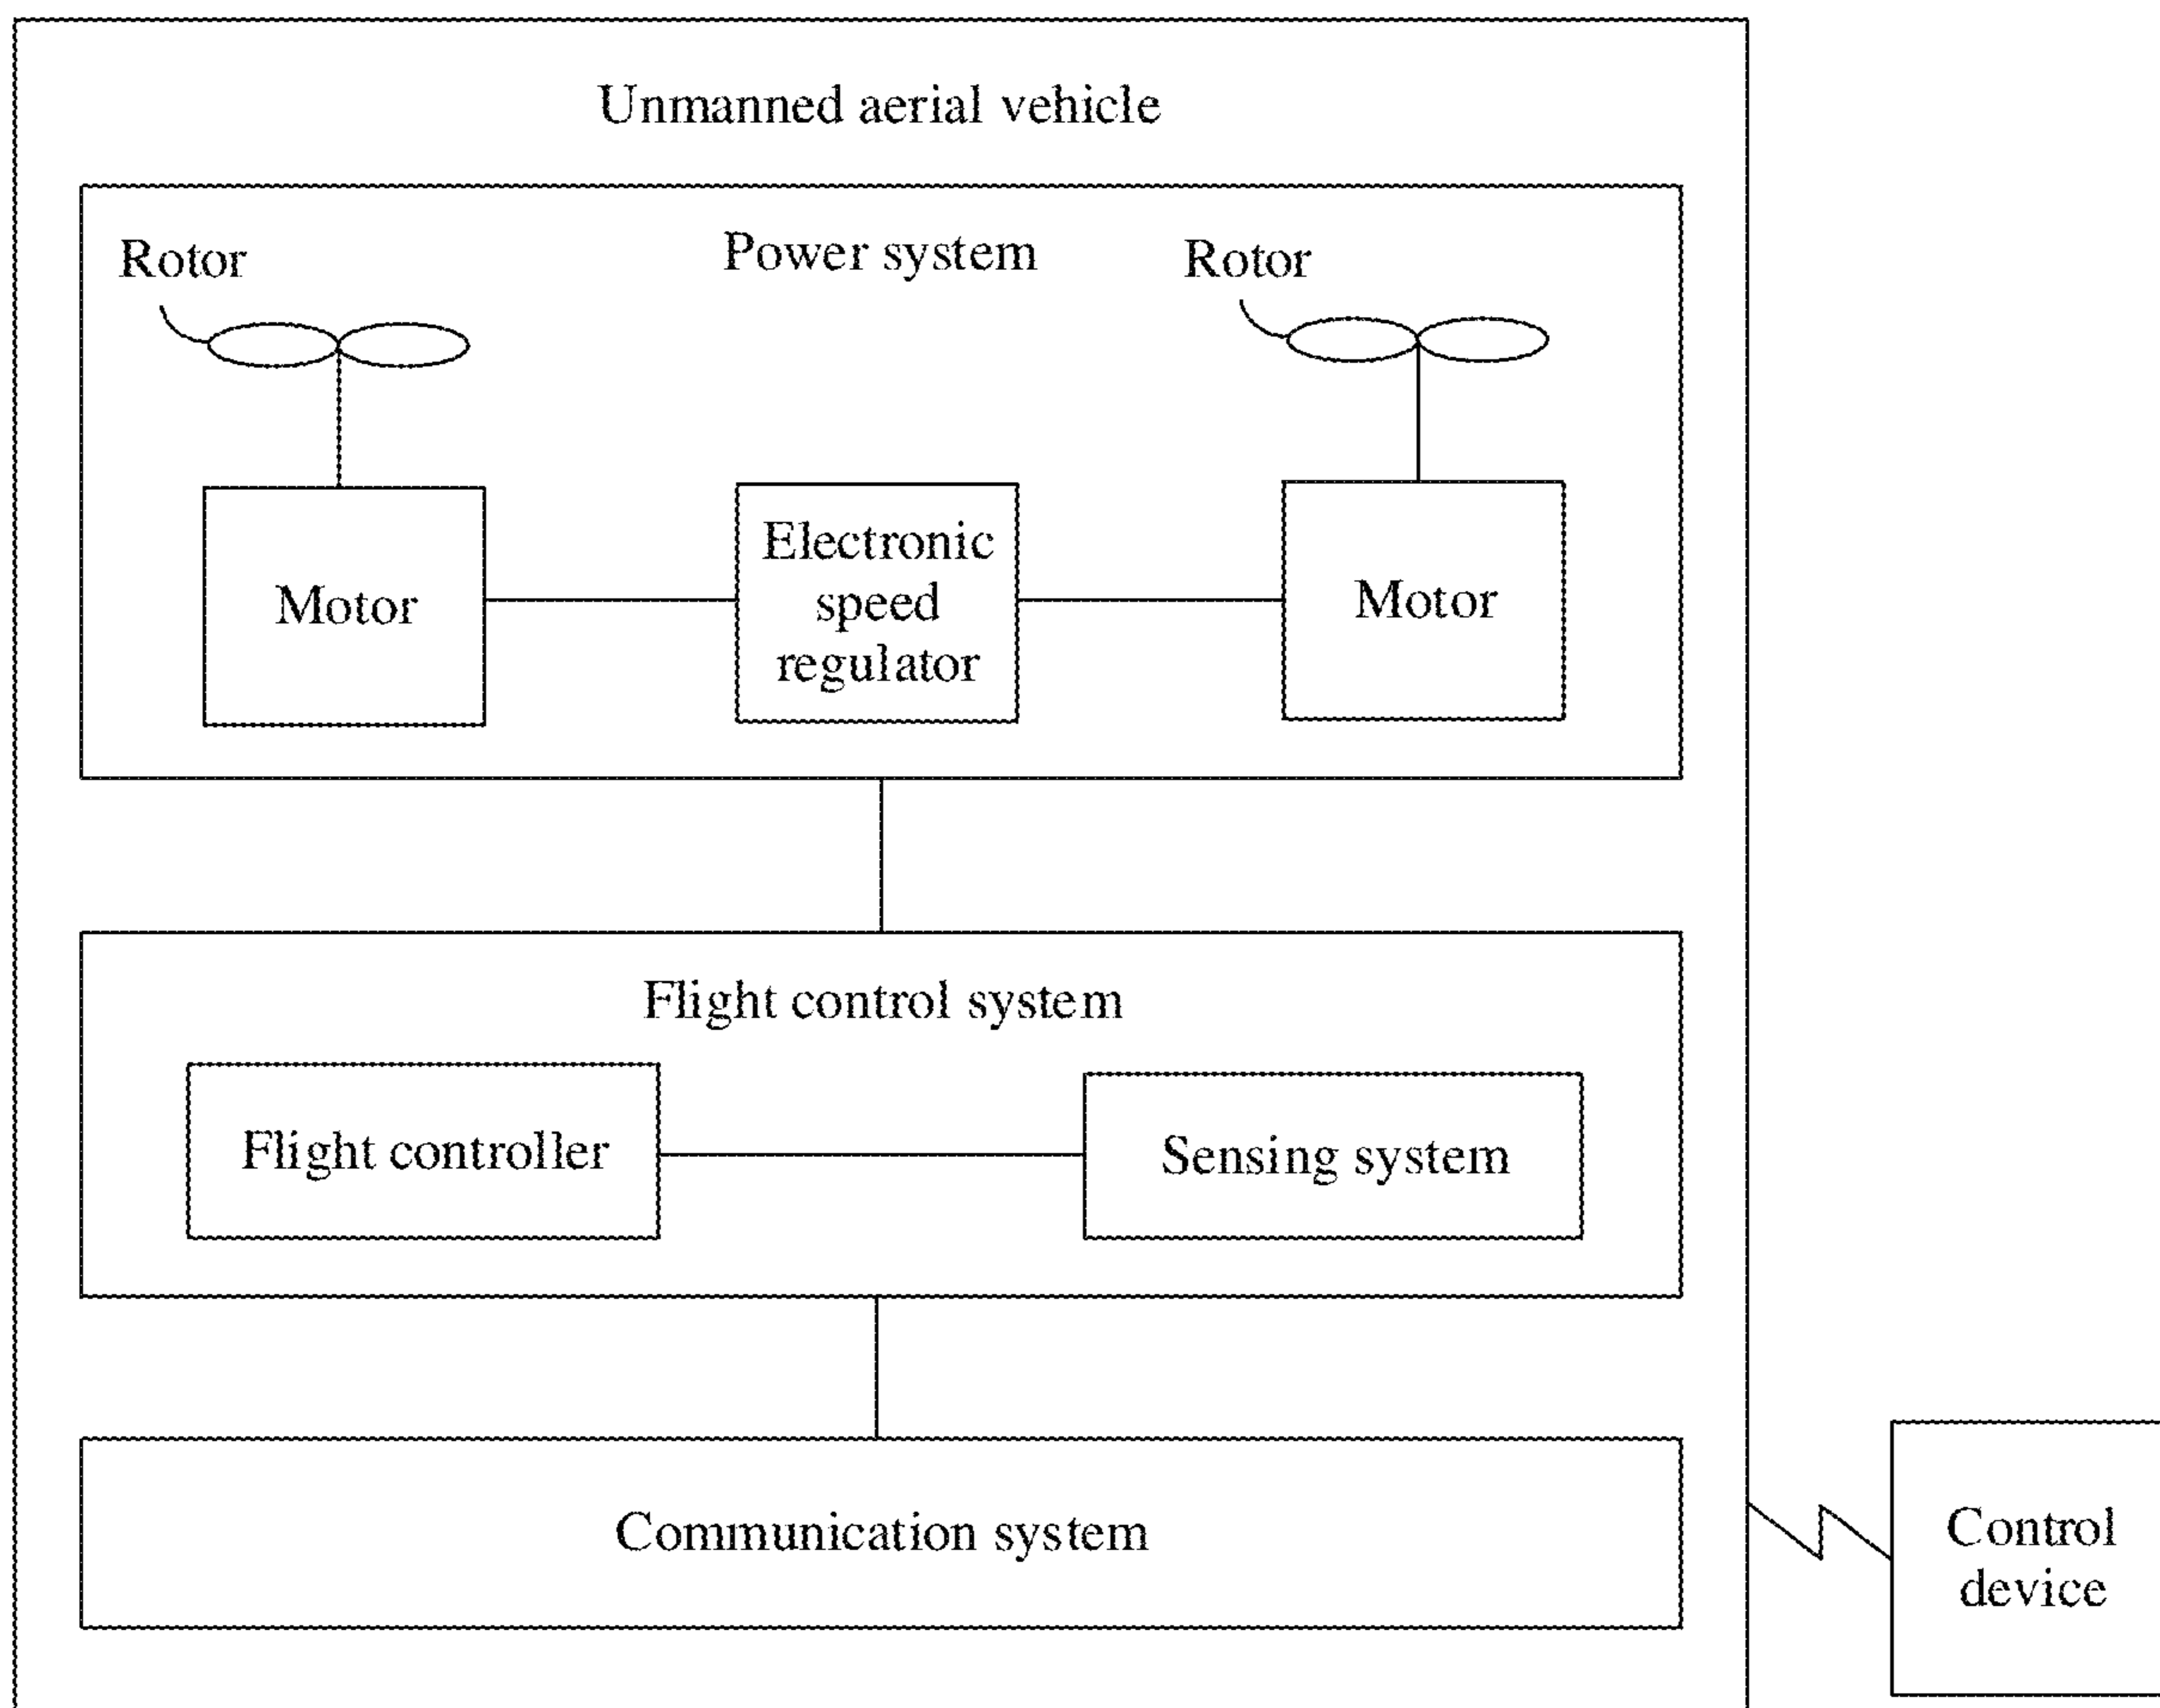 Unmanned aerial vehicle
Power system
Rotor
Rotor
Motor
Electronic
speed
regulator
Motor
Flight control system
Flight controller
Sensing system
Communication system
Control
device